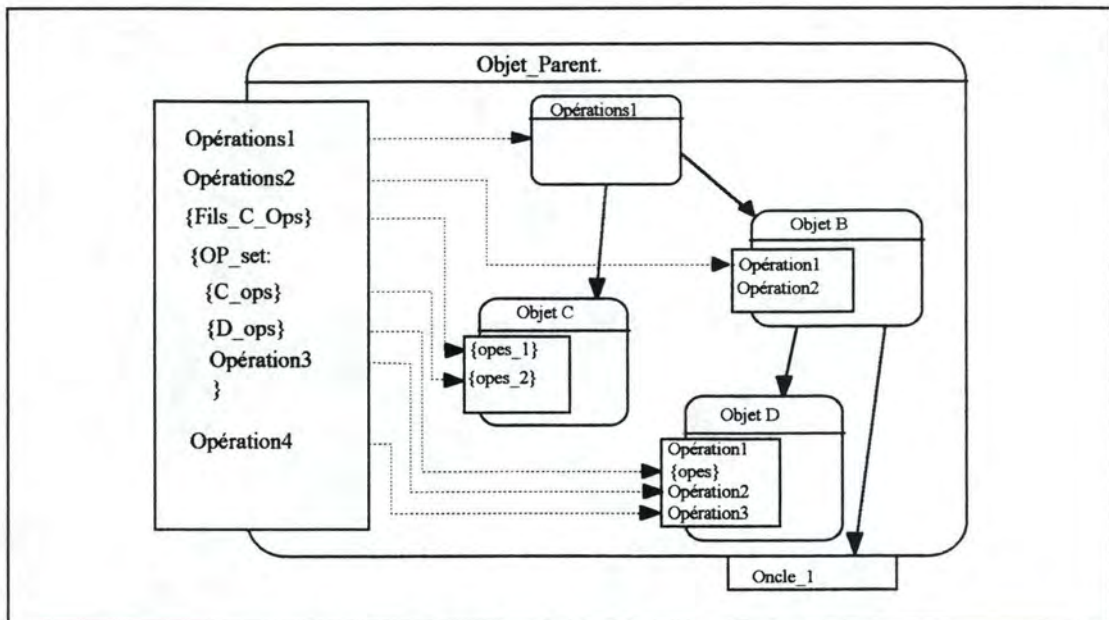 Objet_Parent.
Opérations1
Opérations2
{Fils_C_Ops}
{OP_set:
{C_ops}
{D_ops}
Opération3
}
Opération4
Opérations1
Objet B
Opération1
Opération2
Objet C
{opes_1}
{opes_2}
Objet D
Opération1
{opes}
Opération2
Opération3
Oncle_1